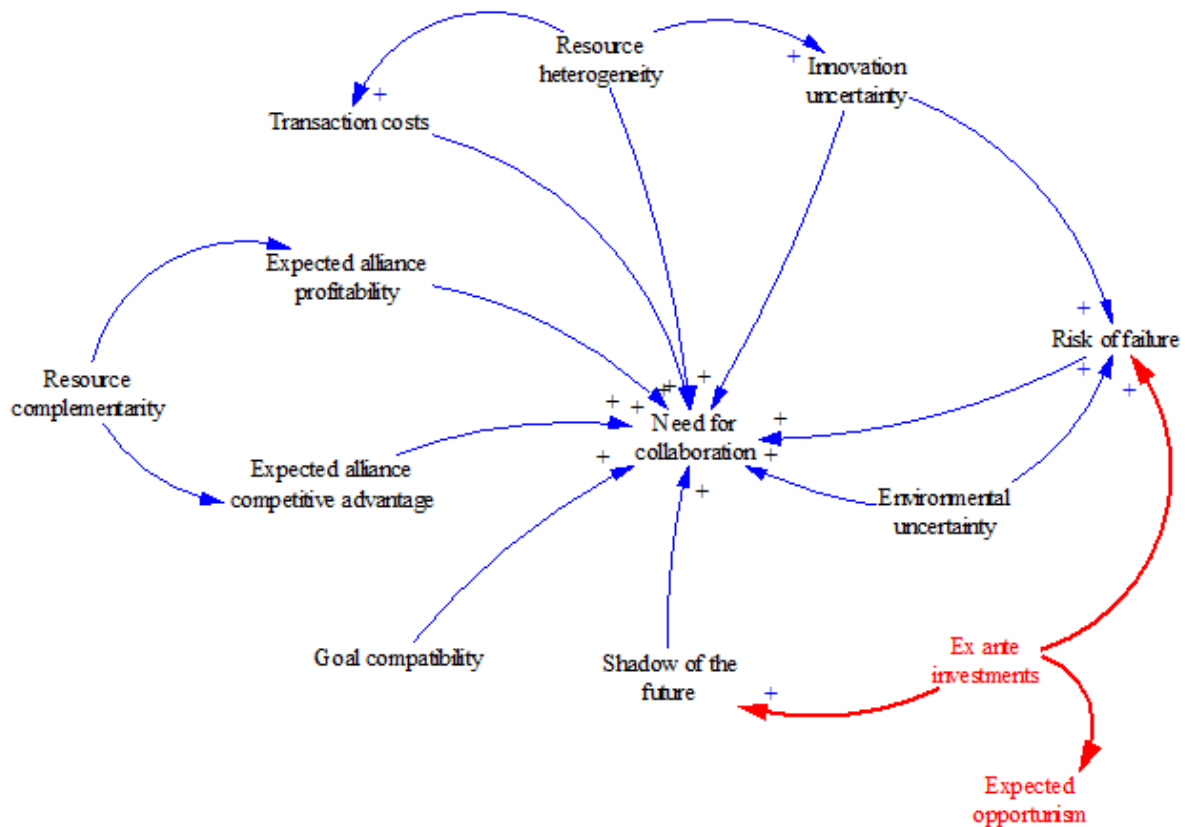 Resource
heterogeneity
+
Innovation
uncertainty
+
Transaction costs
Expected alliance
profitability
+
Risk of failure
+
+
Resource
complementarity
+
+
+
+
+
Need for
collaboration
+
+
+
+
Expected alliance
competitive advantage
Environmental
uncertainty
Goal compatibility
Shadow of the
future
+
Ex ante
investments
Expected
opportunism